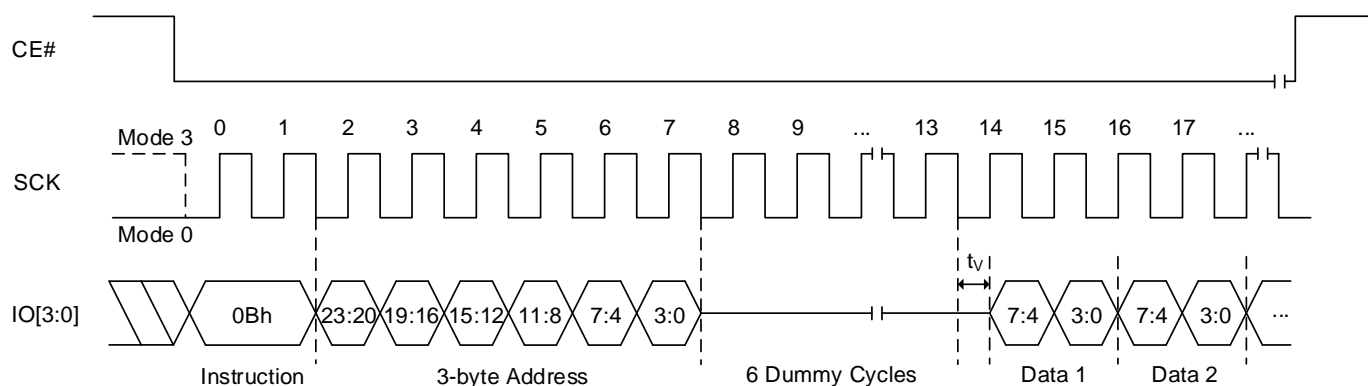 CE#
0 1 2 3 4 5 6 7 8 9 ... 13 14 15 16 17 ...
Mode 3
SCK
Mode 0
tV
IO[3:0] 0Bh 23:20 19:16 15:12 11:8 7:4 3:0 7:4 3:0 7:4 3:0 ...
Instruction 3-byte Address 6 Dummy Cycles Data 1 Data 2